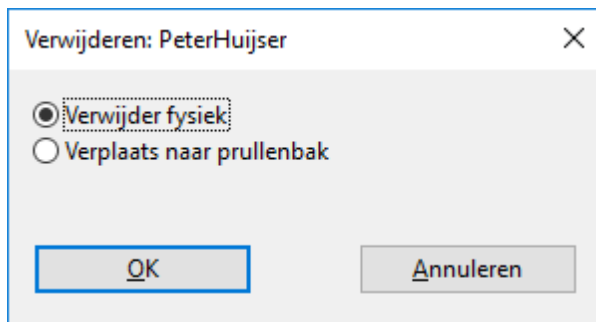 Verwijderen: PeterHuijser
Verwijder fysiek
Verplaats naar prullenbak
OK
Annuleren